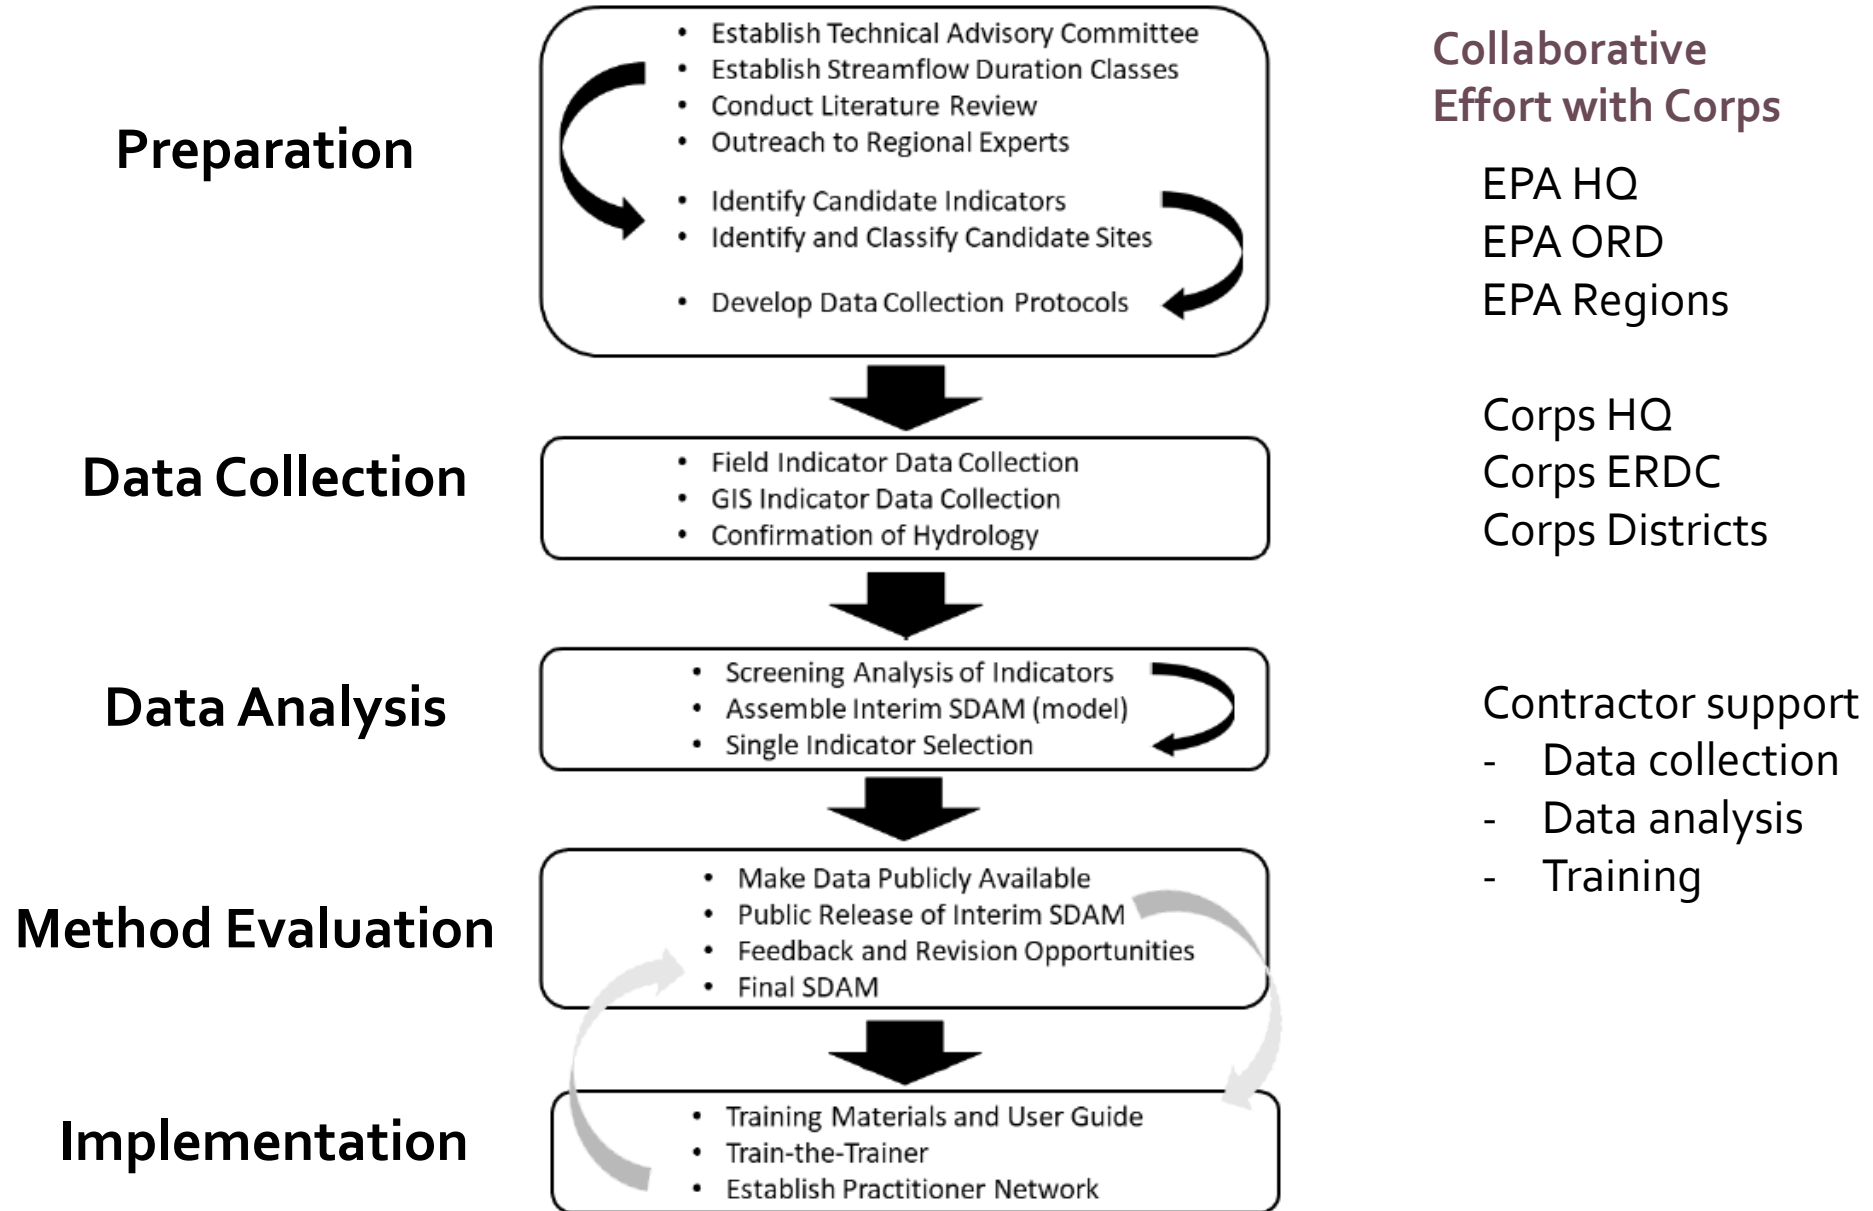 Preparation
• Establish Technical Advisory Committee
• Establish Streamflow Duration Classes
• Conduct Literature Review
• Outreach to Regional Experts
• Identify Candidate Indicators
• Identify and Classify Candidate Sites
• Develop Data Collection Protocols
Data Collection
• Field Indicator Data Collection
• GIS Indicator Data Collection
• Confirmation of Hydrology
Data Analysis
• Screening Analysis of Indicators
• Assemble Interim SDAM (model)
• Single Indicator Selection
Method Evaluation
• Make Data Publicly Available
• Public Release of Interim SDAM
• Feedback and Revision Opportunities
• Final SDAM
Implementation
• Training Materials and User Guide
• Train-the-Trainer
• Establish Practitioner Network
Collaborative
Effort with Corps
EPA HQ
EPA ORD
EPA Regions
Corps HQ
Corps ERDC
Corps Districts
Contractor support
- Data collection
- Data analysis
- Training